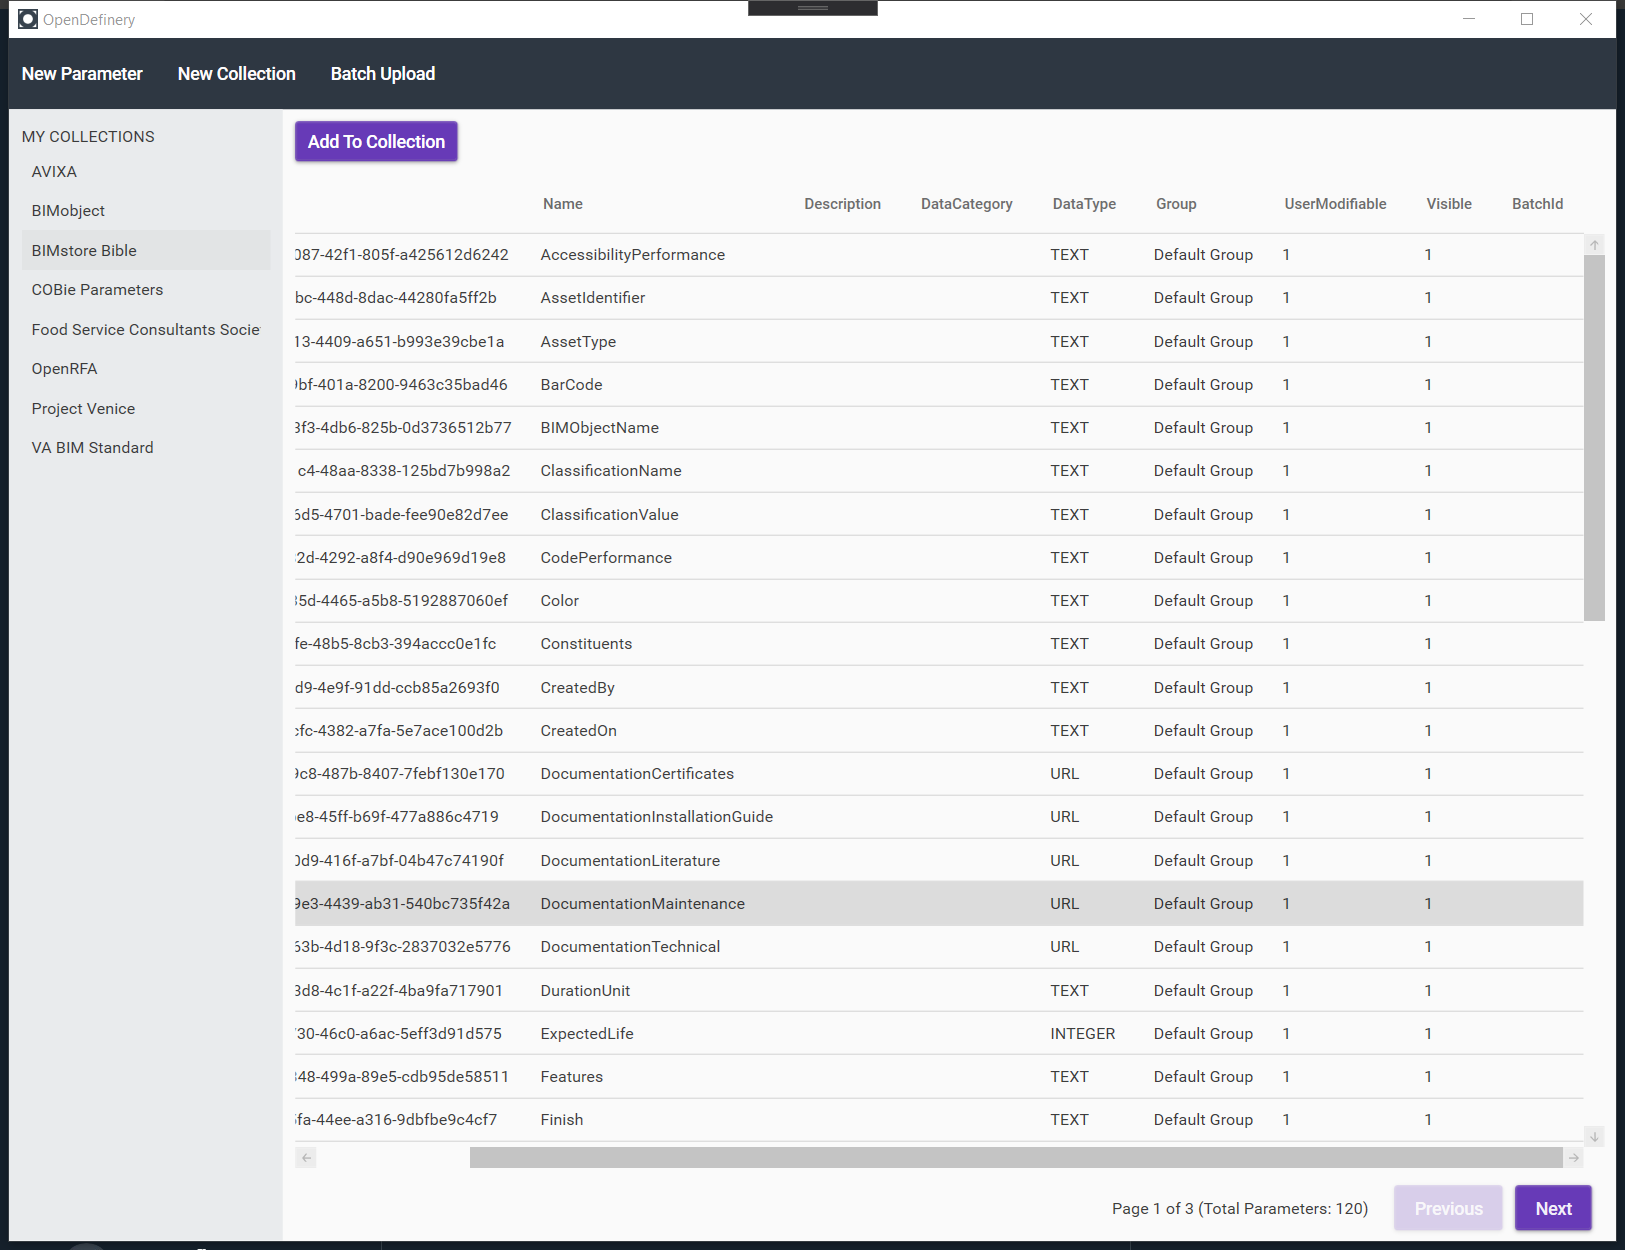 OpenDefinery
New Parameter New Collection Batch Upload
MY COLLECTIONS
AVIXA
BIMobject
BIMstore Bible
COBie Parameters
Food Service Consultants Socie
OpenRFA
Project Venice
VA BIM Standard
Add To Collection
Name Description DataCategory DataType Group UserModifiable Visible BatchId
087-42f1-805f-a425612d6242 AccessibilityPerformance TEXT Default Group 1 1
bc-448d-8dac-44280fa5ff2b AssetIdentifier TEXT Default Group 1 1
13-4409-a651-b993e39cbe1a AssetType TEXT Default Group 1 1
9bf-401a-8200-9463c35bad46 BarCode TEXT Default Group 1 1
3f3-4db6-825b-0d3736512b77 BIMObjectName TEXT Default Group 1 1
c4-48aa-8338-125bd7b998a2 ClassificationName TEXT Default Group 1 1
6d5-4701-bade-fee90e82d7ee ClassificationValue TEXT Default Group 1 1
2d-4292-a8f4-d90e969d19e8 CodePerformance TEXT Default Group 1 1
35d-4465-a5b8-5192887060ef Color TEXT Default Group 1 1
fe-48b5-8cb3-394accc0e1fc Constituents TEXT Default Group 1 1
d9-4e9f-91dd-ccb85a2693f0 CreatedBy TEXT Default Group 1 1
cfc-4382-a7fa-5e7ace100d2b CreatedOn TEXT Default Group 1 1
9c8-487b-8407-7febf130e170 DocumentationCertificates URL Default Group 1 1
e8-45ff-b69f-477a886c4719 DocumentationInstallationGuide URL Default Group 1 1
0d9-416f-a7bf-04b47c74190f DocumentationLiterature URL Default Group 1 1
9e3-4439-ab31-540bc735f42a DocumentationMaintenance URL Default Group 1 1
63b-4d18-9f3c-2837032e5776 DocumentationTechnical URL Default Group 1 1
3d8-4c1f-a22f-4ba9fa717901 DurationUnit TEXT Default Group 1 1
730-46c0-a6ac-5eff3d91d575 ExpectedLife INTEGER Default Group 1 1
348-499a-89e5-cdb95de58511 Features TEXT Default Group 1 1
fa-44ee-a316-9dbfbe9c4cf7 Finish TEXT Default Group 1 1
Page 1 of 3 (Total Parameters: 120) Previous Next